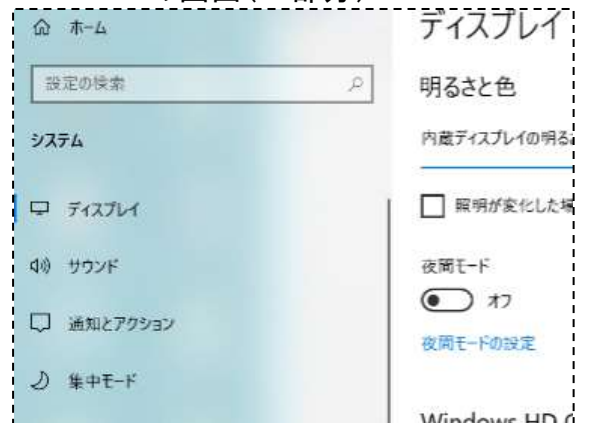 ホーム
設定の検索
システム
ディスプレイ
サウンド
通知とアクション
集中モード
ディスプレイ
明るさと色
内蔵ディスプレイの明る
照明が変化した場
夜間モード
オフ
夜間モードの設定
Windows HD